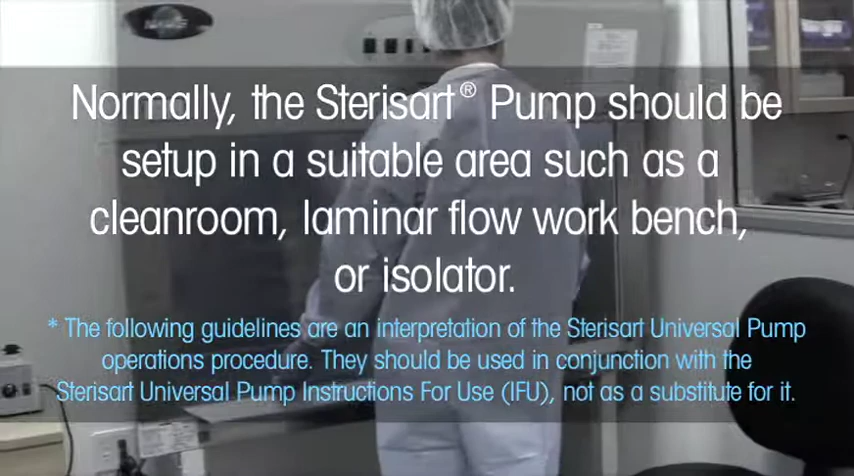 Normally, the Sterisart® Pump should be
setup in a suitable area such as a
cleanroom, laminar flow work bench,
or isolator.
* The following guidelines are an interpretation of the Sterisart Universal Pump
operations procedure. They should be used in conjunction with the
Sterisart Universal Pump Instructions For Use (IFU), not as a substitute for it.